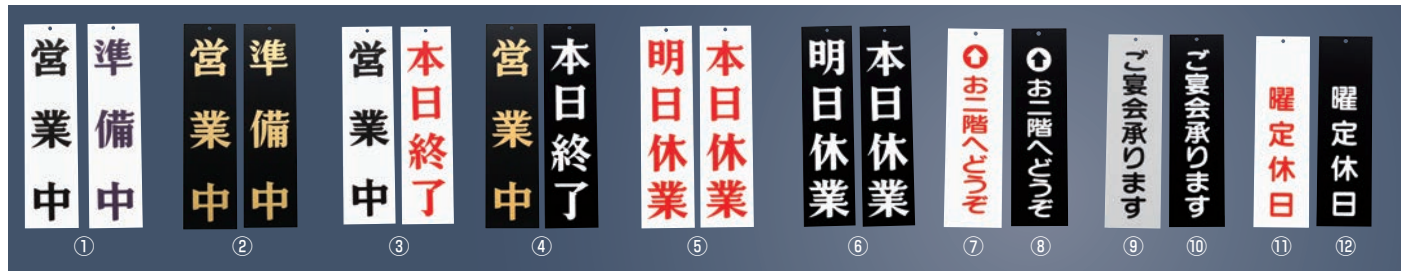 営業中
準備中
①
営業中
準備中
②
営業中
本日終了
③
営業中
本日終了
④
明日休業
本日休業
⑤
明日休業
本日休業
⑥
お二階へどうぞ
⑦
お二階へどうぞ
⑧
ご宴会承ります
⑨
ご宴会承ります
⑩
曜定休日
⑪
曜定休日
⑫